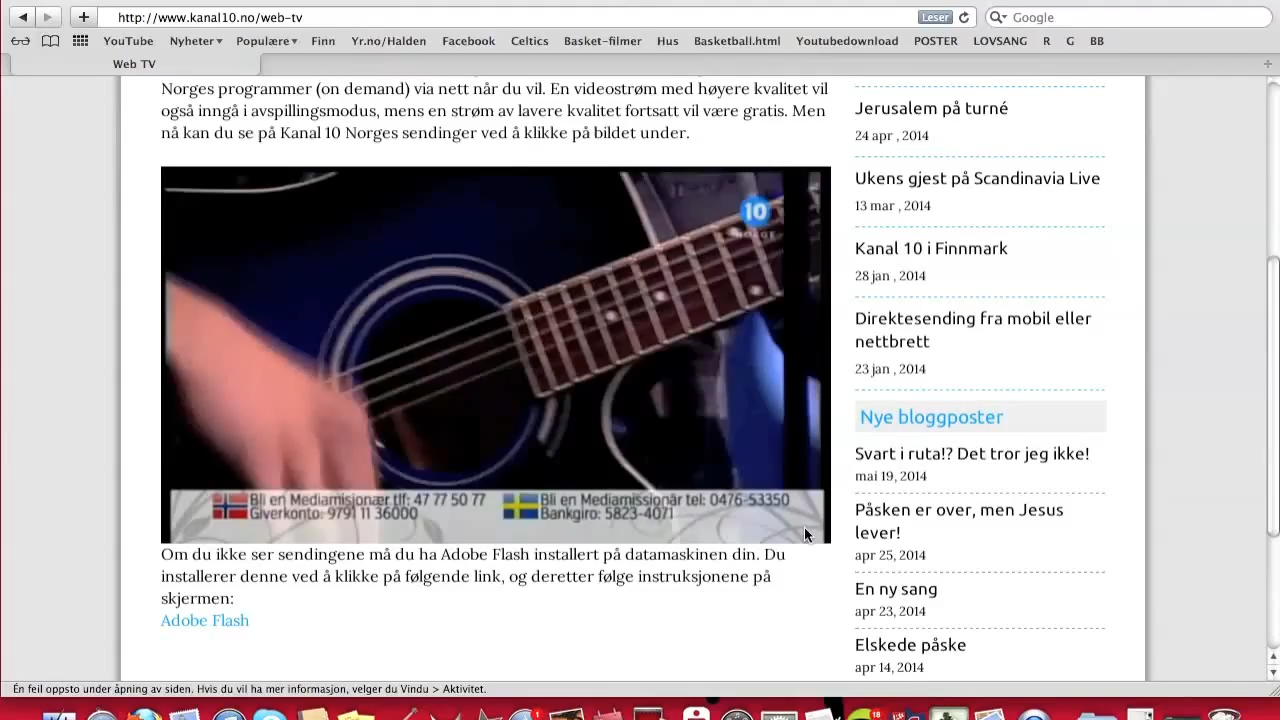 http://www.kanal10.no/web-tv
Leser
Google
YouTube Nyheter Populære Finn Yr.no/Halden Facebook Celtics Basket-filmer Hus Basketball.html Youtubedownload POSTER LOVSANG R G BB
Web TV
Norges programmer (on demand) via nett når du vil. En videostrøm med høyere kvalitet vil
også inngå i avspillingsmodus, mens en strøm av lavere kvalitet fortsatt vil være gratis. Men
nå kan du se på Kanal 10 Norges sendinger ved å klikke på bildet under.
10
NORGE
Bli en Mediamisjonær tlf: 47 77 50 77
Giverkonto: 9791 11 36000
Bli en Mediamissionär tel: 0476-53350
Bankgiro: 5823-4071
Om du ikke ser sendingene må du ha Adobe Flash installert på datamaskinen din. Du
installerer denne ved å klikke på følgende link, og deretter følge instruksjonene på
skjermen:
Adobe Flash
Jerusalem på turné
24 apr , 2014
Ukens gjest på Scandinavia Live
13 mar , 2014
Kanal 10 i Finnmark
28 jan , 2014
Direktesending fra mobil eller
nettbrett
23 jan , 2014
Nye bloggposter
Svart i ruta!? Det tror jeg ikke!
mai 19, 2014
Påsken er over, men Jesus
lever!
apr 25, 2014
En ny sang
apr 23, 2014
Elskede påske
apr 14, 2014
Én feil oppsto under åpning av siden. Hvis du vil ha mer informasjon, velger du Vindu > Aktivitet.
1
18